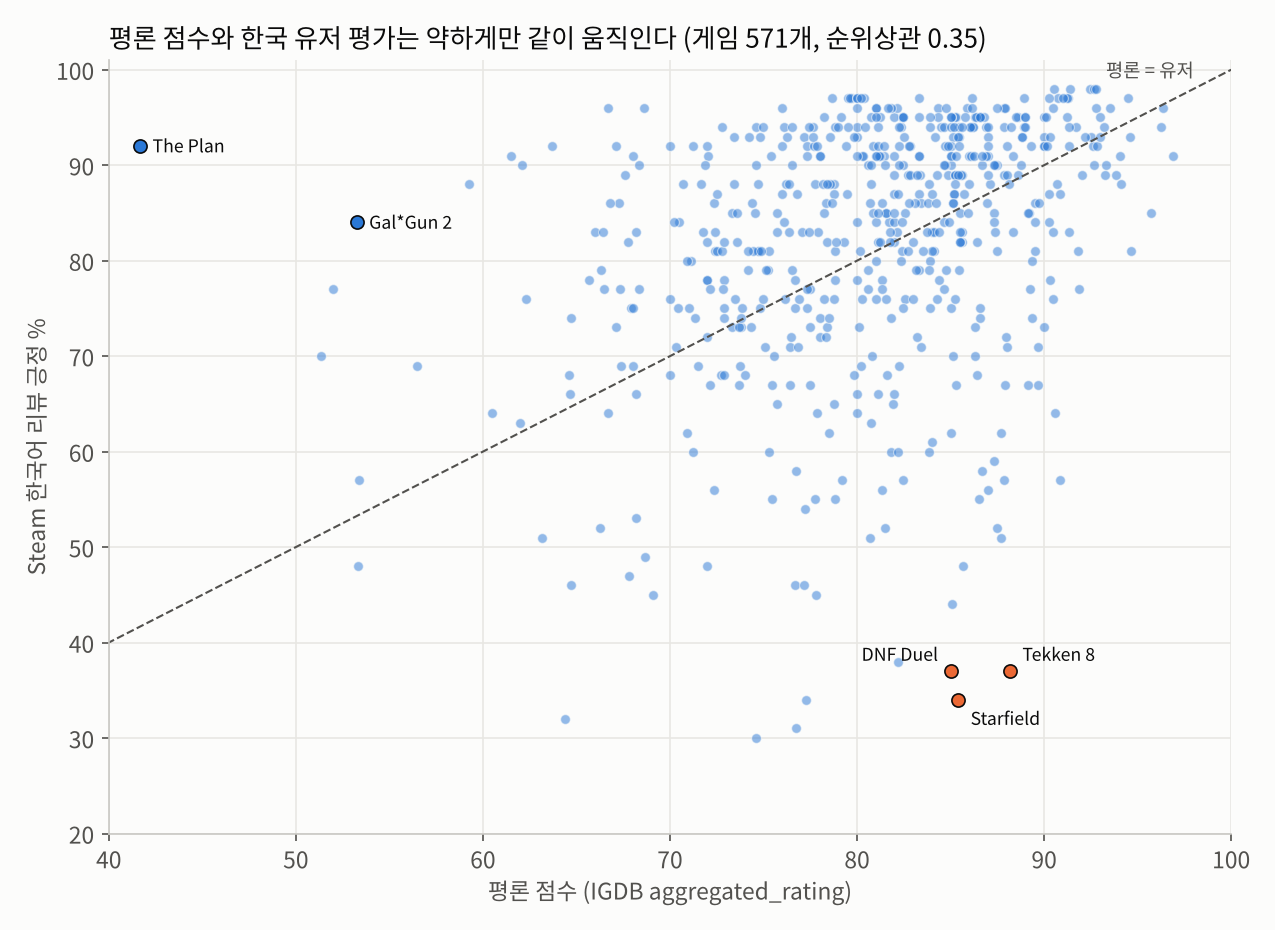 평론 점수와 한국 유저 평가는 약하게만 같이 움직인다 (게임 571개, 순위상관 0.35)
평론 = 유저
100
90
80
70
60
50
40
30
20
Steam 한국어 리뷰 긍정 %
The Plan
Gal*Gun 2
DNF Duel
Tekken 8
Starfield
40
50
60
70
80
90
100
평론 점수 (IGDB aggregated_rating)